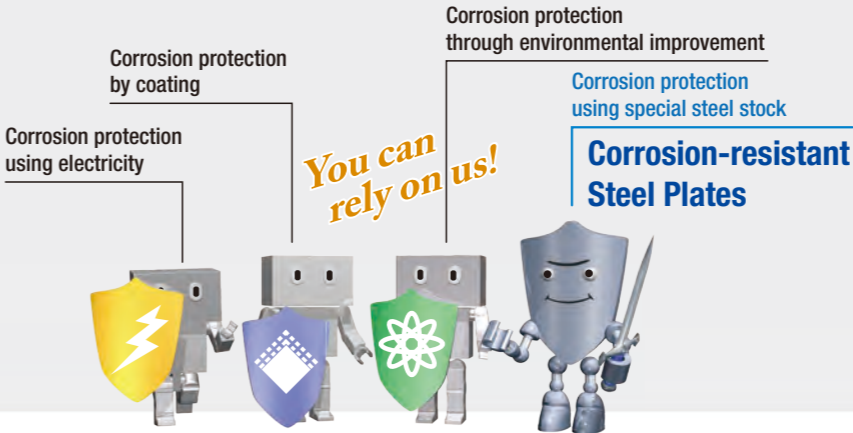 Corrosion protection
through environmental improvement
Corrosion protection
by coating
Corrosion protection
using special steel stock
Corrosion protection
using electricity
You can
rely on us!
Corrosion-resistant
Steel Plates